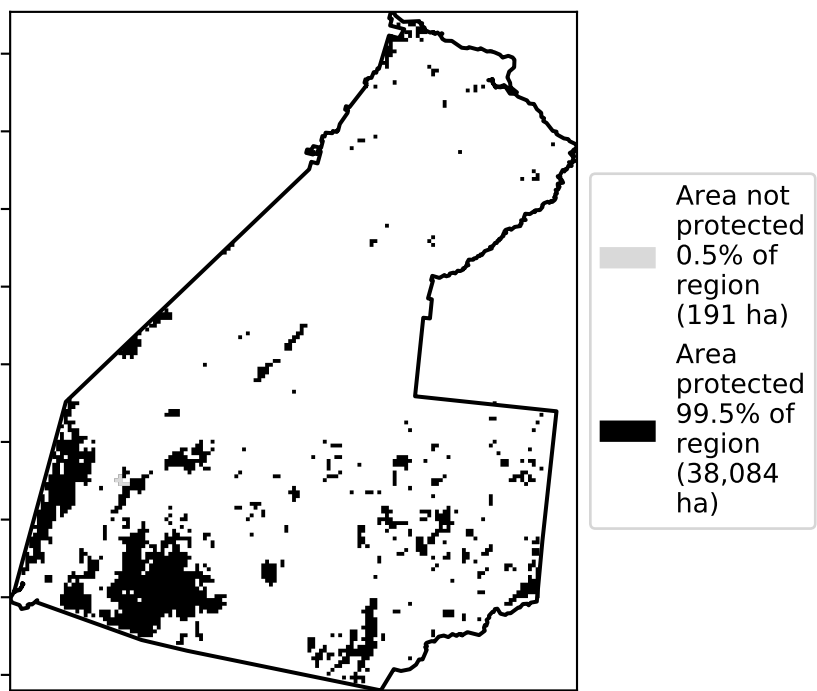 Area not
protected
0.5% of
region
(191 ha)
Area
protected
99.5% of
region
(38,084
ha)